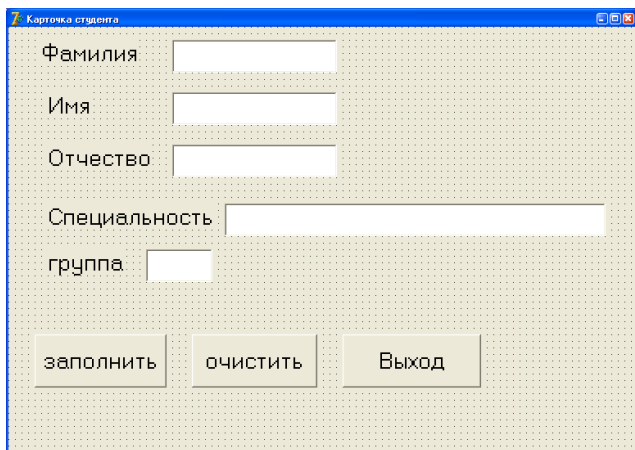 Карточка студента
Фамилия
Имя
Отчество
Специальность
группа
заполнить очистить Выход